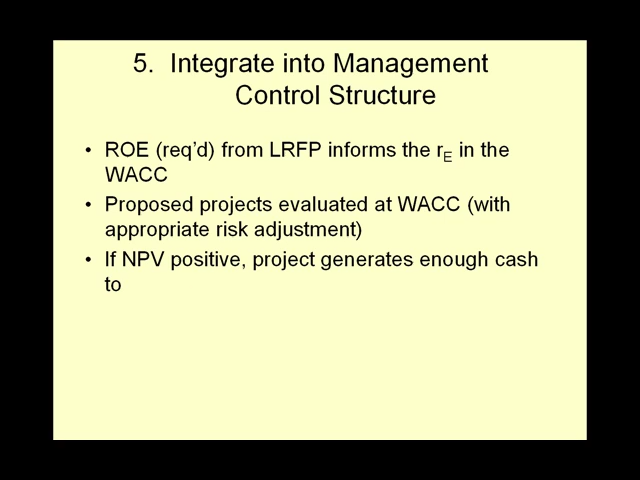 5. Integrate into Management
Control Structure
• ROE (req'd) from LRFP informs the rE in the
WACC
• Proposed projects evaluated at WACC (with
appropriate risk adjustment)
• If NPV positive, project generates enough cash
to